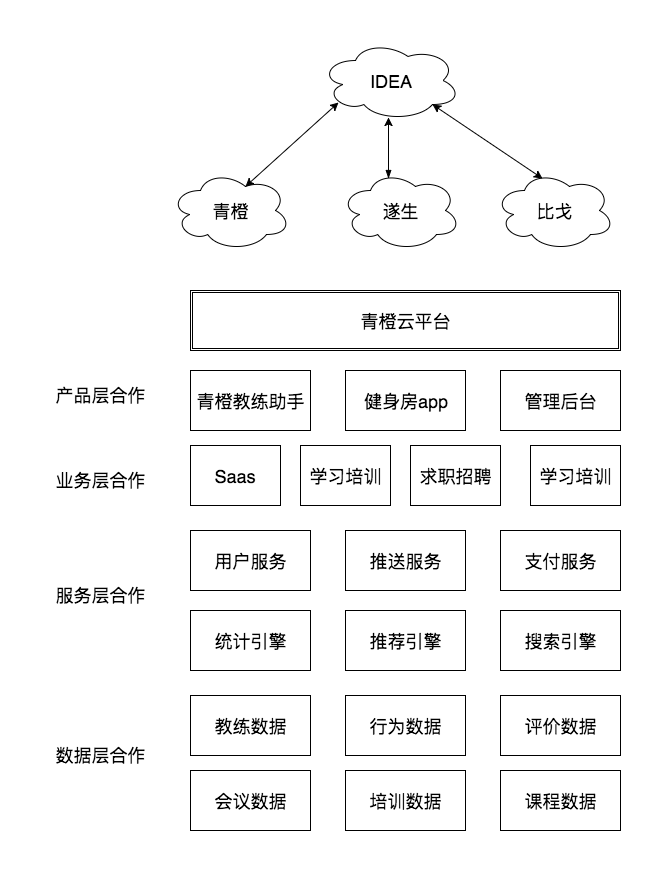 IDEA
青橙
遂生
比戈
青橙云平台
产品层合作
青橙教练助手
健身房app
管理后台
业务层合作
Saas
学习培训
求职招聘
学习培训
服务层合作
用户服务
推送服务
支付服务
统计引擎
推荐引擎
搜索引擎
数据层合作
教练数据
行为数据
评价数据
会议数据
培训数据
课程数据